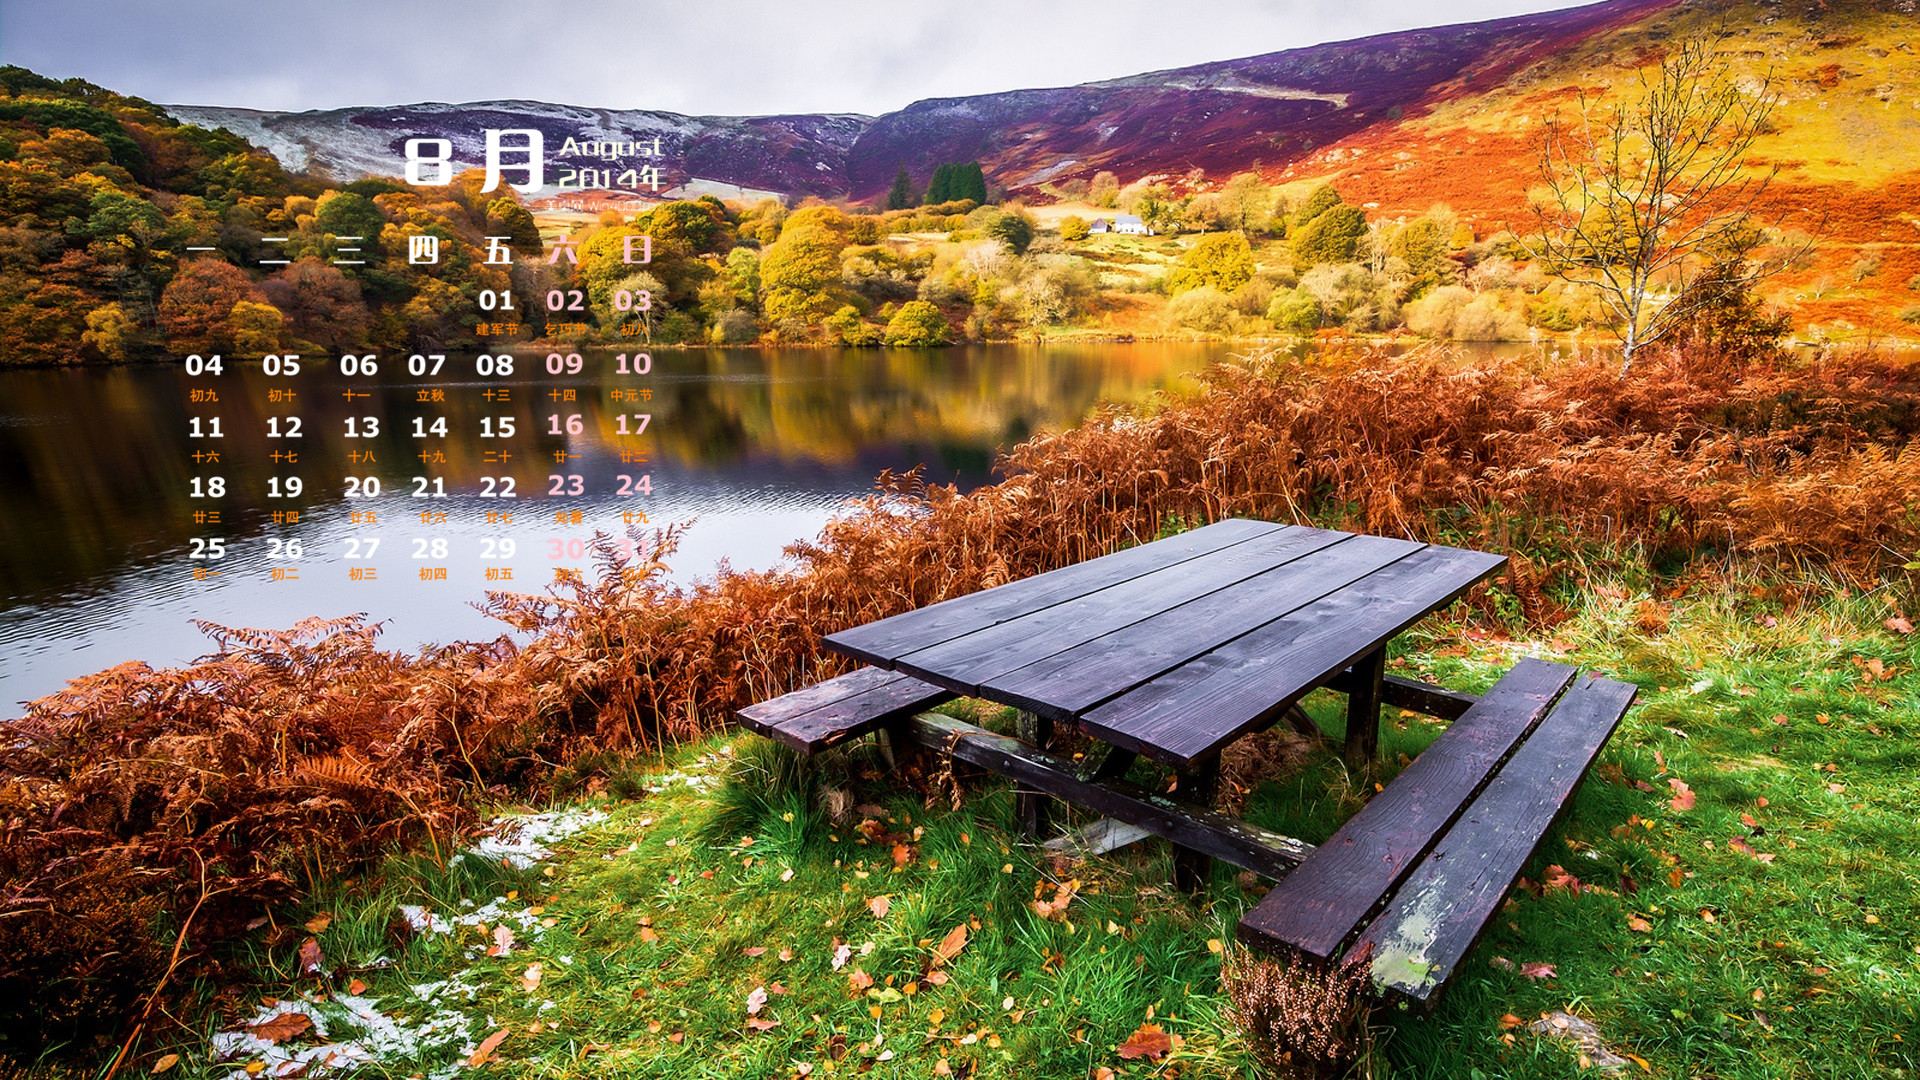 8月 August
2014年
一 二 三 四 五 六 日
01 02 03
建军节 乞巧节 初八
04 05 06 07 08 09 10
初九 初十 十一 立秋 十三 十四 中元节
11 12 13 14 15 16 17
十六 十七 十八 十九 二十 廿一 廿二
18 19 20 21 22 23 24
廿三 廿四 廿五 廿六 廿七 处暑 廿九
25 26 27 28 29 30 31
初一 初二 初三 初四 初五 初六 初七